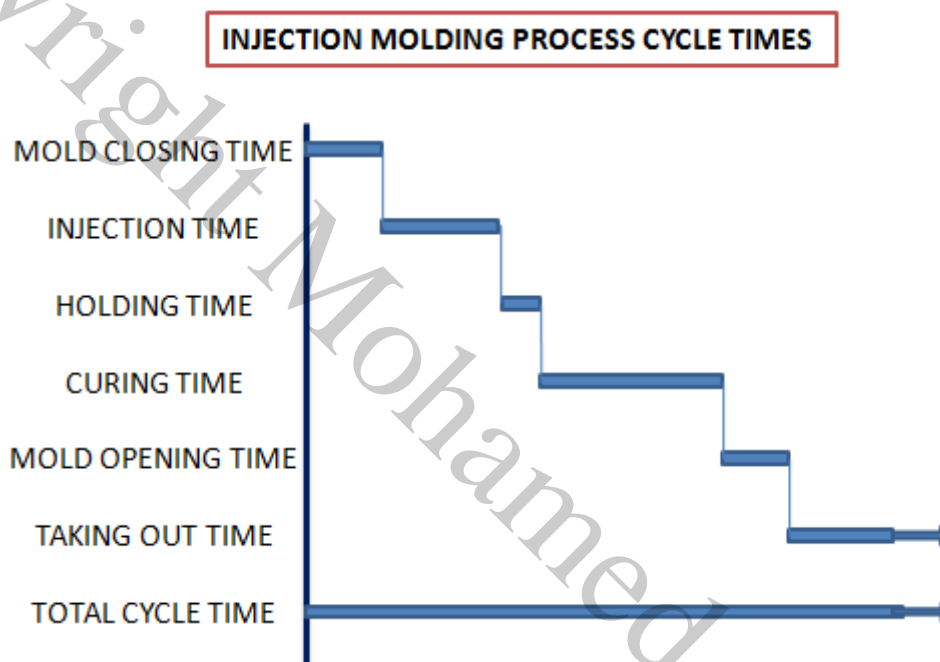 INJECTION MOLDING PROCESS CYCLE TIMES
MOLD CLOSING TIME
INJECTION TIME
HOLDING TIME
CURING TIME
MOLD OPENING TIME
TAKING OUT TIME
TOTAL CYCLE TIME
Mohamed